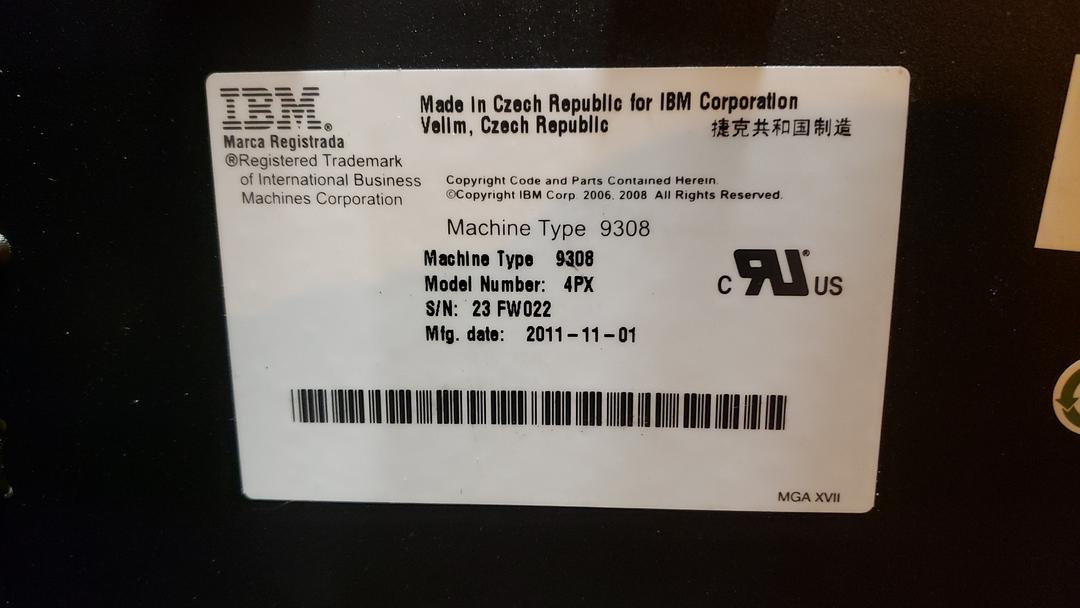 IBM®
Marca Registrada
®Registered Trademark
of International Business
Machines Corporation
Made in Czech Republic for IBM Corporation
Velim, Czech Republic
捷克共和国制造
Copyright Code and Parts Contained Herein.
©Copyright IBM Corp. 2006, 2008 All Rights Reserved.
Machine Type 9308
Machine Type 9308
Model Number: 4PX
S/N: 23 FW022
Mfg. date: 2011-11-01
C RU® US
MGA XVII